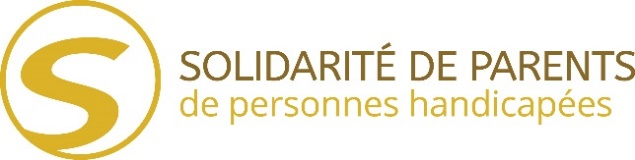 S
SOLIDARITÉ DE PARENTS
de personnes handicapées